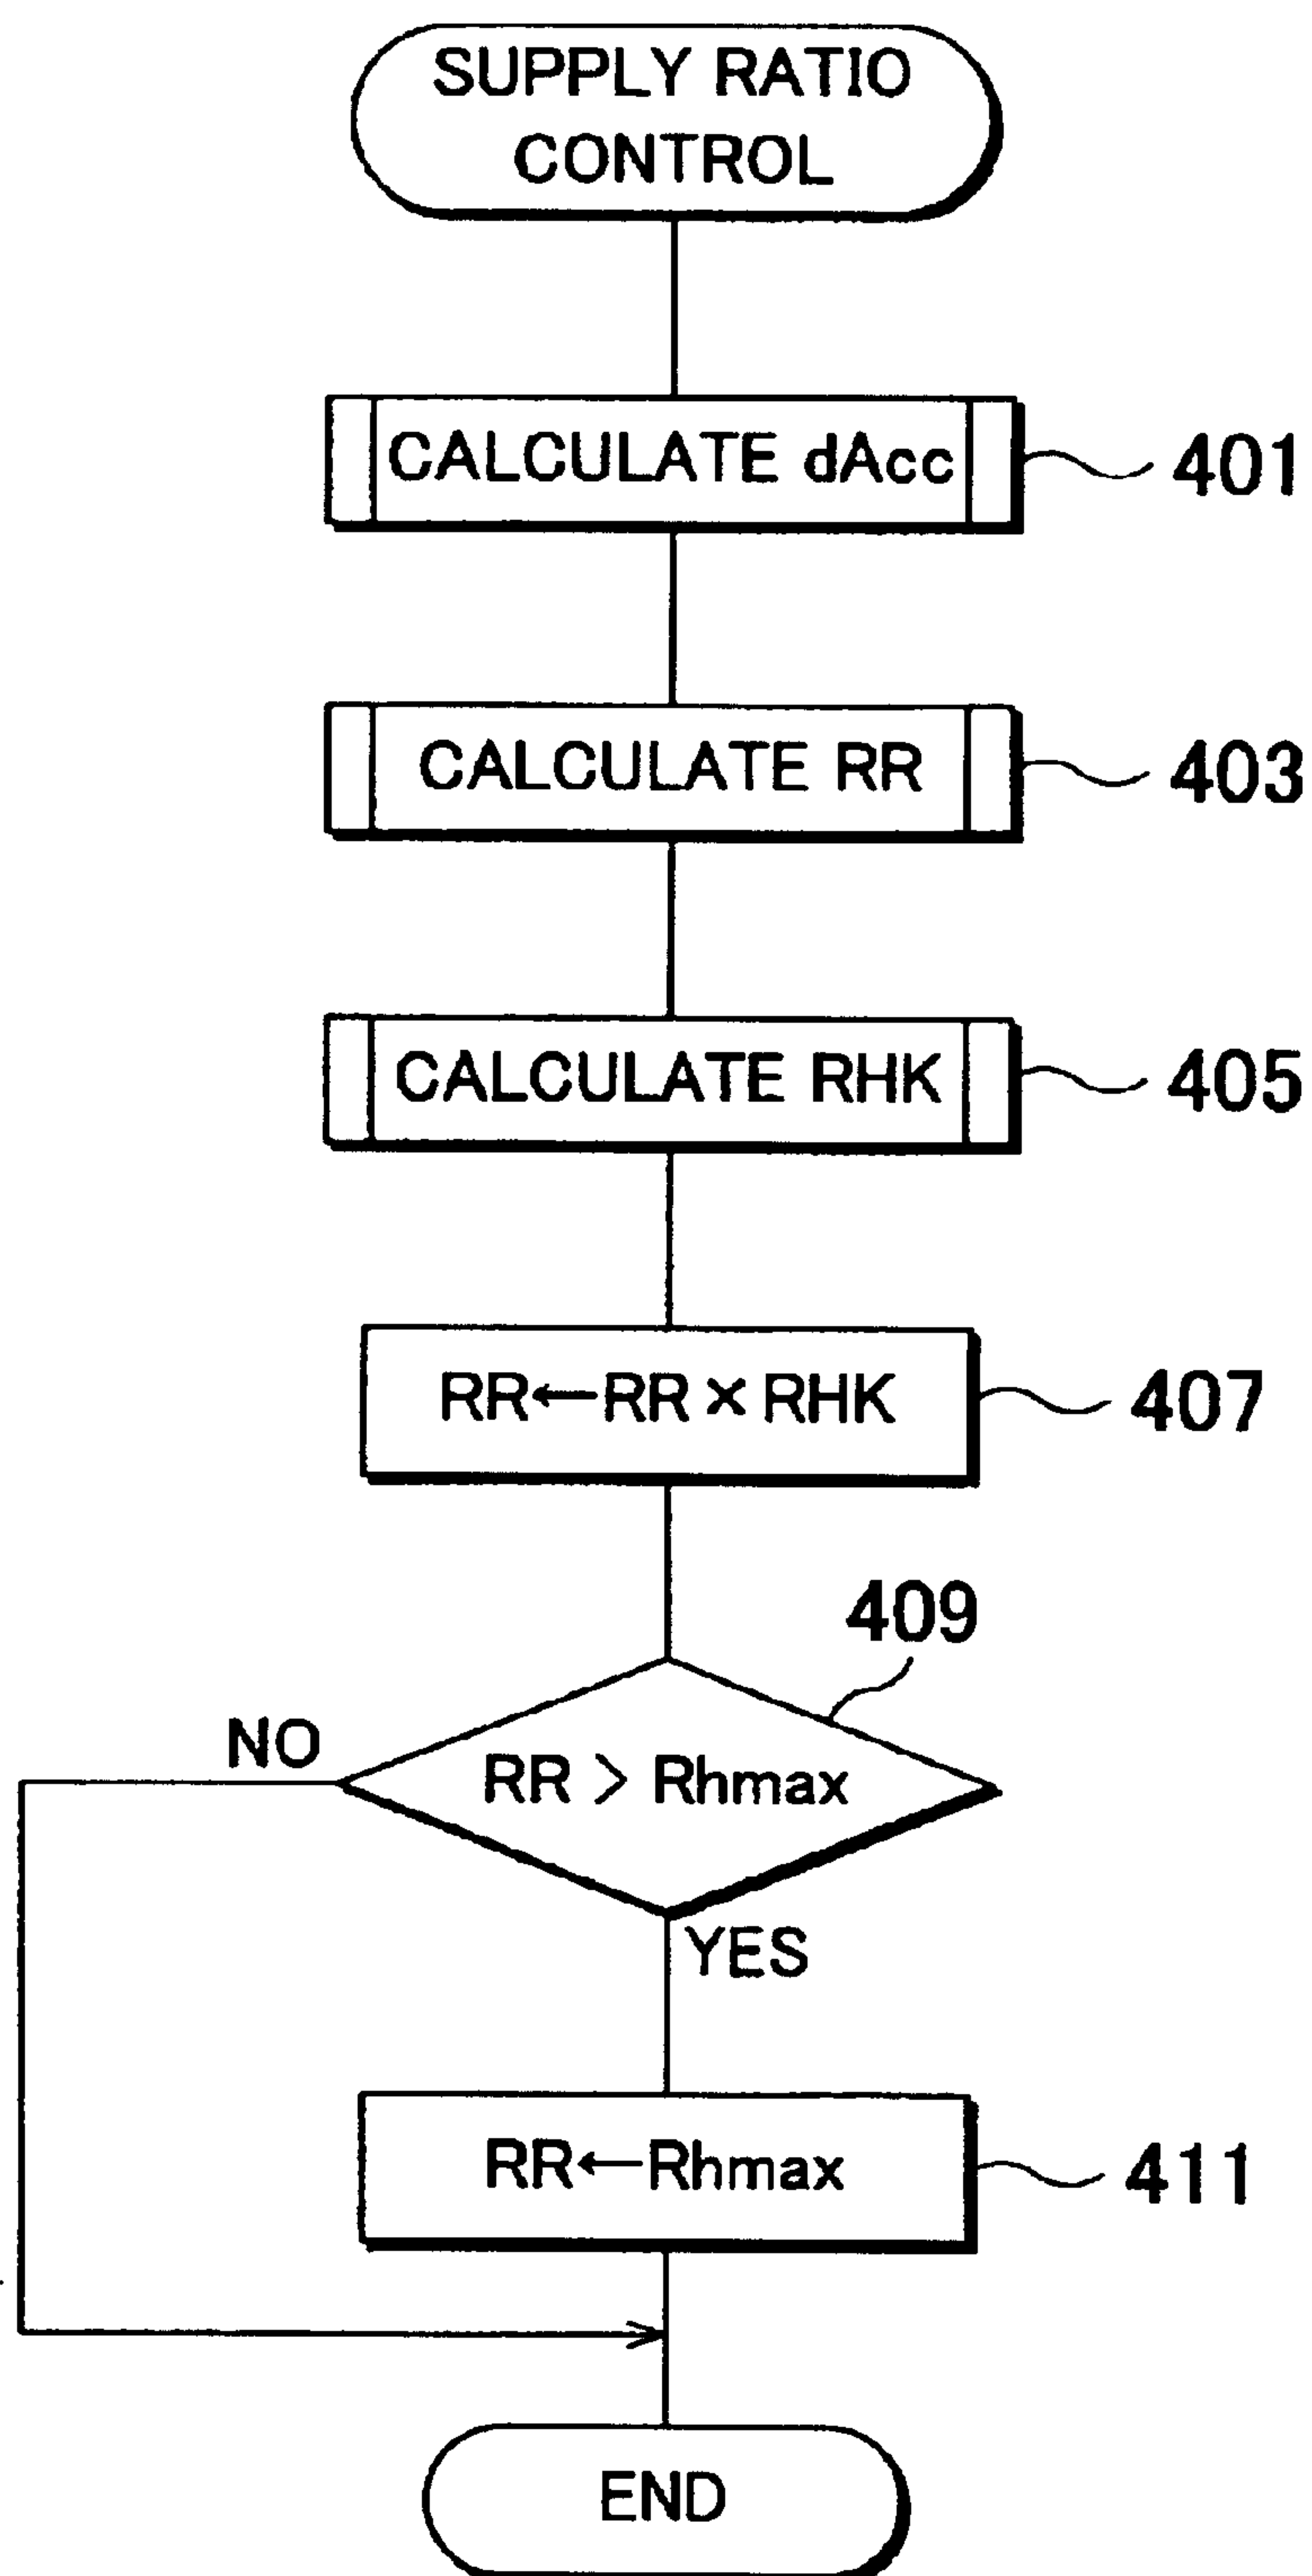 SUPPLY RATIO
CONTROL
CALCULATE dAcc
401
CALCULATE RR
403
CALCULATE RHK
405
RR←RR×RHK
407
409
NO
RR > Rhmax
YES
RR←Rhmax
411
END